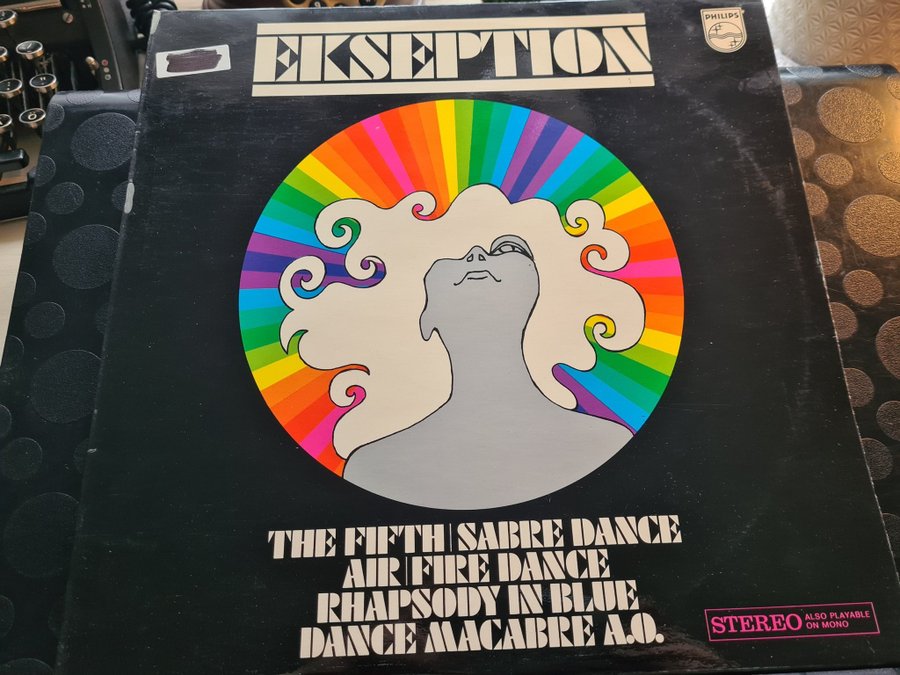 EKSEPTION
PHILIPS
THE FIFTH|SABRE DANCE
AIR|FIRE DANCE
RHAPSODY IN BLUE
DANCE MACABRE A.O.
STEREO ALSO PLAYABLE
ON MONO